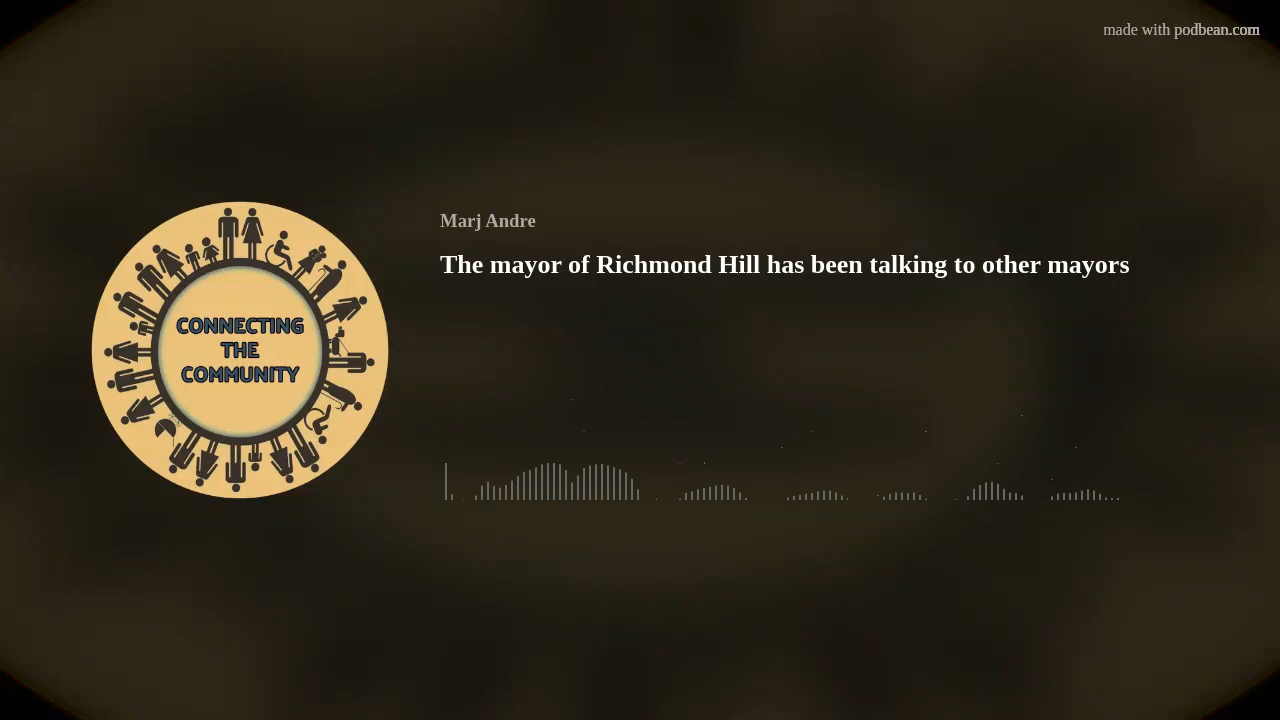 made with podbean.com
Marj Andre
The mayor of Richmond Hill has been talking to other mayors
CONNECTING
THE
COMMUNITY